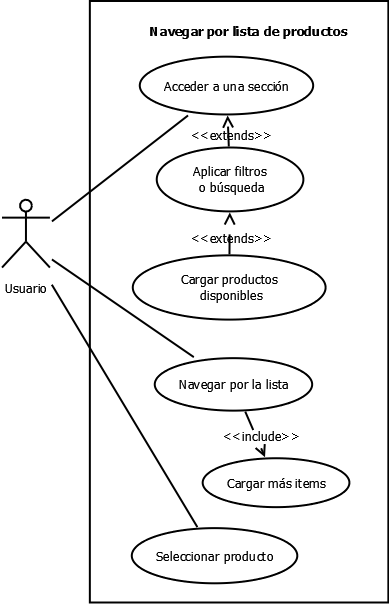 Navegar por lista de productos
Acceder a una sección
<<extends>>
Aplicar filtros
o búsqueda
<<extends>>
Usuario
Cargar productos
disponibles
Navegar por la lista
<<include>>
Cargar más items
Seleccionar producto